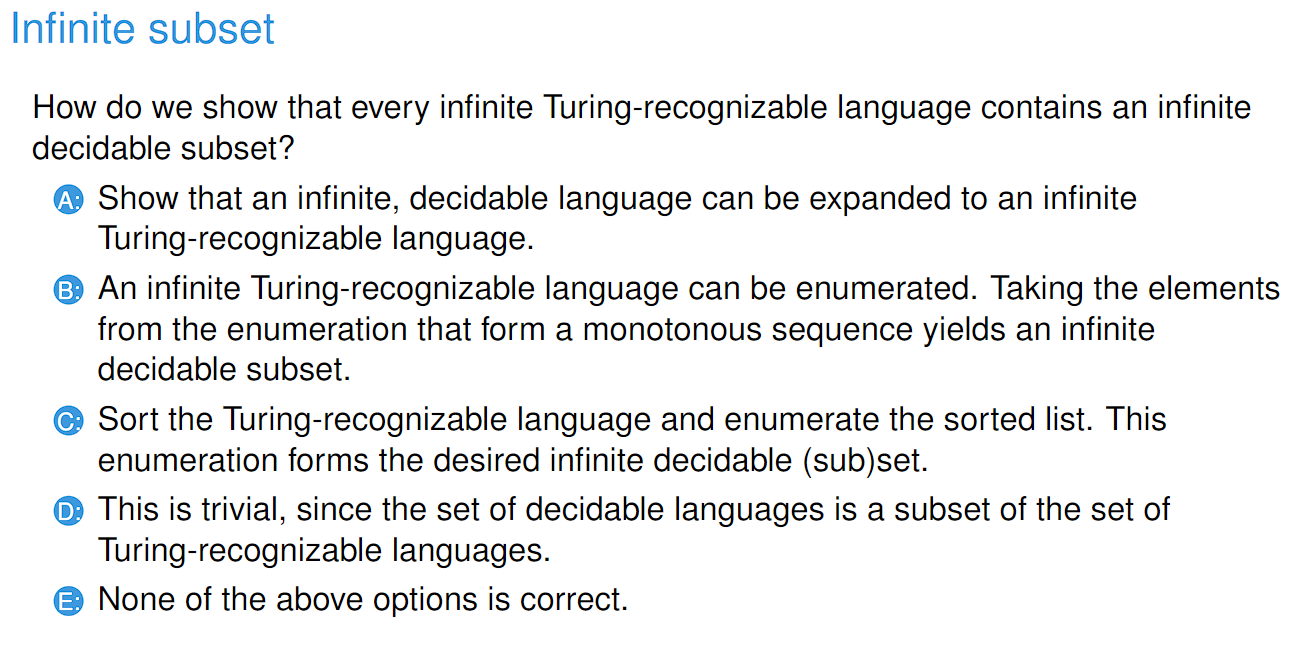 Infinite subset
How do we show that every infinite Turing-recognizable language contains an infinite
decidable subset?
A: Show that an infinite, decidable language can be expanded to an infinite
Turing-recognizable language.
B: An infinite Turing-recognizable language can be enumerated. Taking the elements
from the enumeration that form a monotonous sequence yields an infinite
decidable subset.
C: Sort the Turing-recognizable language and enumerate the sorted list. This
enumeration forms the desired infinite decidable (sub)set.
D: This is trivial, since the set of decidable languages is a subset of the set of
Turing-recognizable languages.
E: None of the above options is correct.